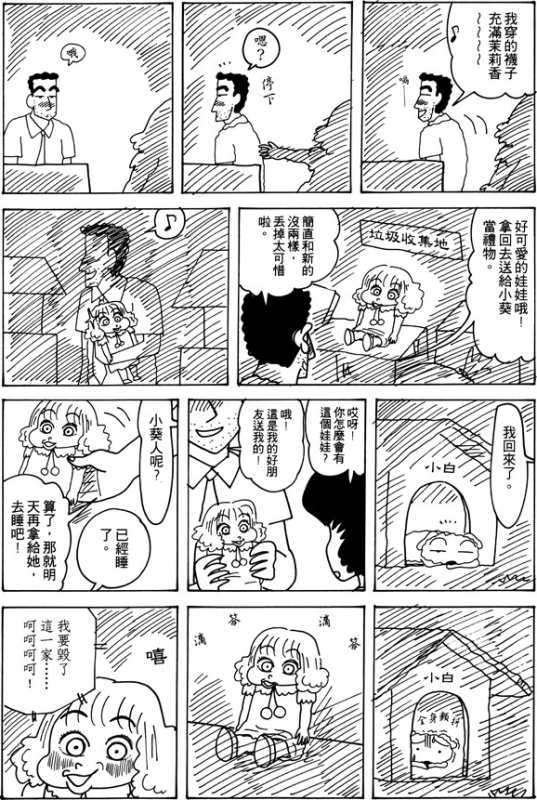 我穿的襪子
充滿茉莉香
～～～～
嗯？
停下
哦
好可愛的娃娃哦！
拿回去送給小葵
當禮物。
垃圾收集地
簡直和新的
沒兩樣，
丟掉太可惜
啦。
我回來了。
小白
哎呀！
你怎麼會有
這個娃娃？
哦！
這是我的好朋
友送我的！
小葵人呢？
已經睡
了。
算了，那就明
天再拿給她，
去睡吧！
小白
全身顫抖
滴
答
滴
答
嘻
我要毀了
這一家……
呵呵呵呵！